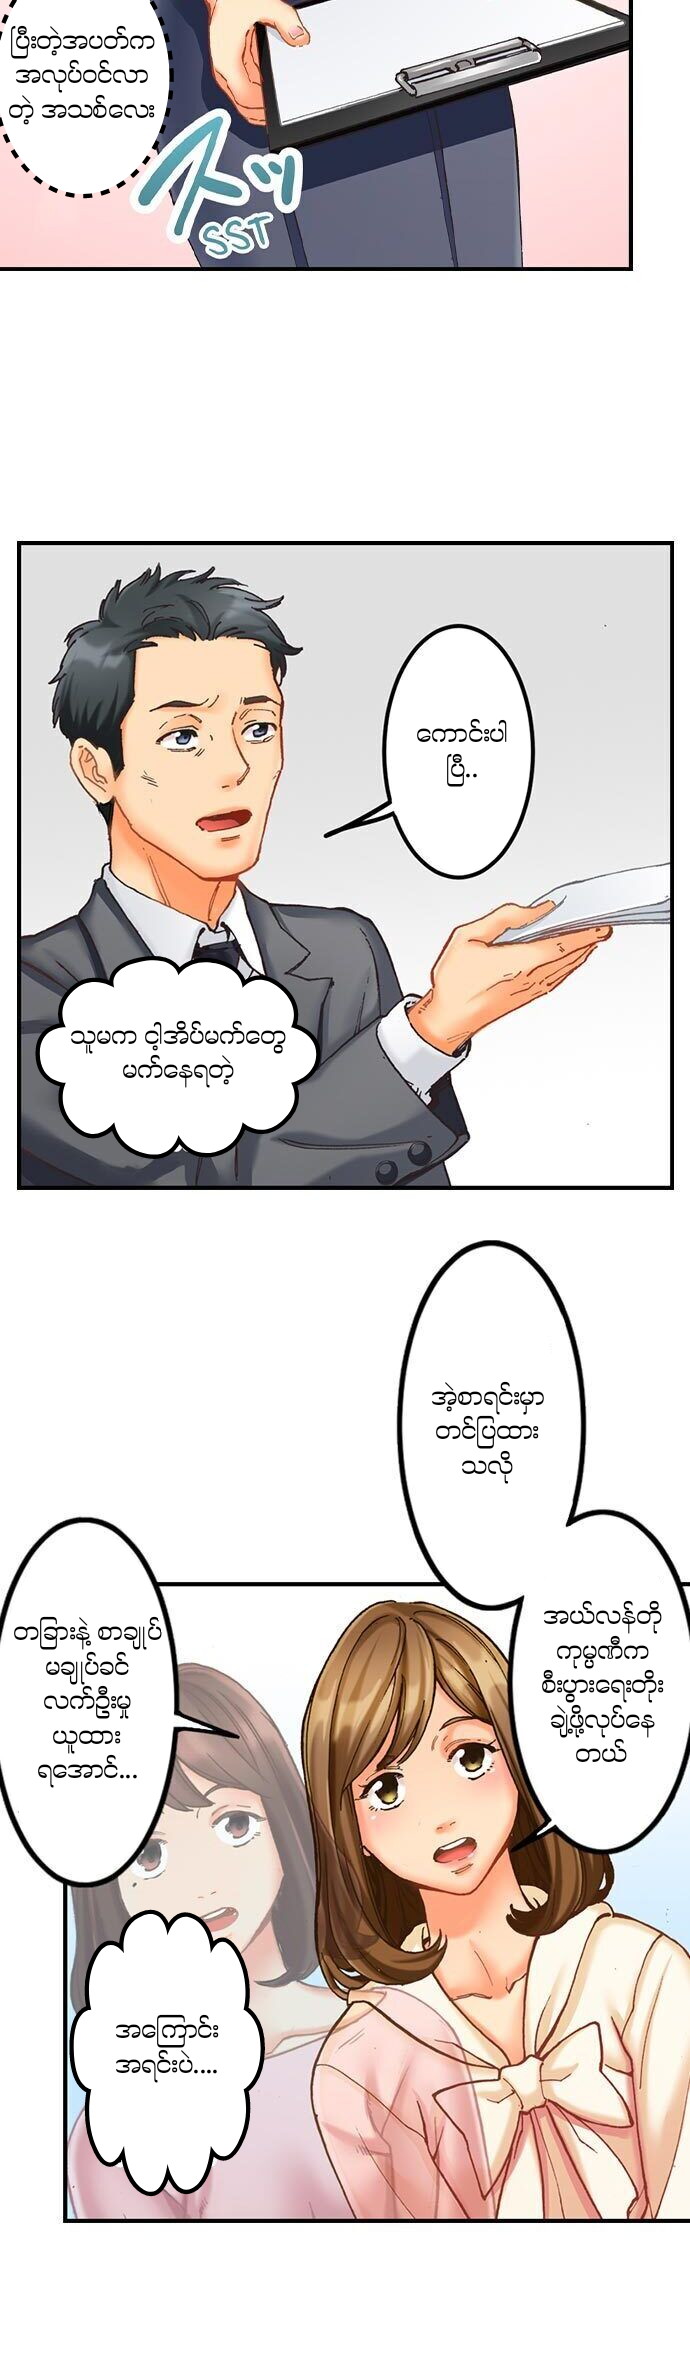 ပြီးတဲ့အပတ်က
အလုပ်ဝင်လာ
တဲ့ အသစ်လေး
スッ
SST
ကောင်းပါ
ပြီ..
သူမက ငါ့အိပ်မက်တွေ
မက်နေရတဲ့
အဲ့စာရင်းမှာ
တင်ပြထား
သလို
အယ်လန်တို
ကုမ္ပဏီက
စီးပွားရေးတိုး
ချဲ့ဖို့လုပ်နေ
တယ်
တခြားနဲ့ စာချုပ်
မချုပ်ခင်
လက်ဦးမှု
ယူထား
ရအောင်...
အကြောင်း
အရင်းပဲ....